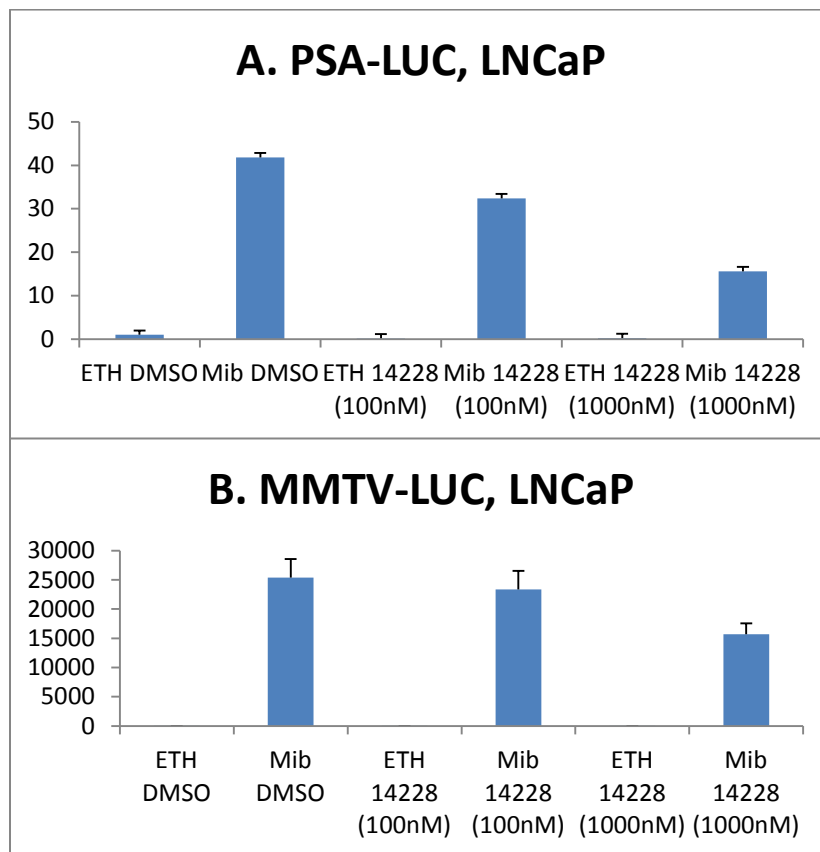 A. PSA-LUC, LNCaP
50
40
30
20
10
0
ETH DMSO Mib DMSO ETH 14228 Mib 14228 ETH 14228 Mib 14228
(100nM) (100nM) (1000nM) (1000nM)
B. MMTV-LUC, LNCaP
30000
25000
20000
15000
10000
5000
0
ETH Mib ETH Mib ETH Mib
DMSO DMSO 14228 14228 14228 14228
(100nM) (100nM) (1000nM) (1000nM)